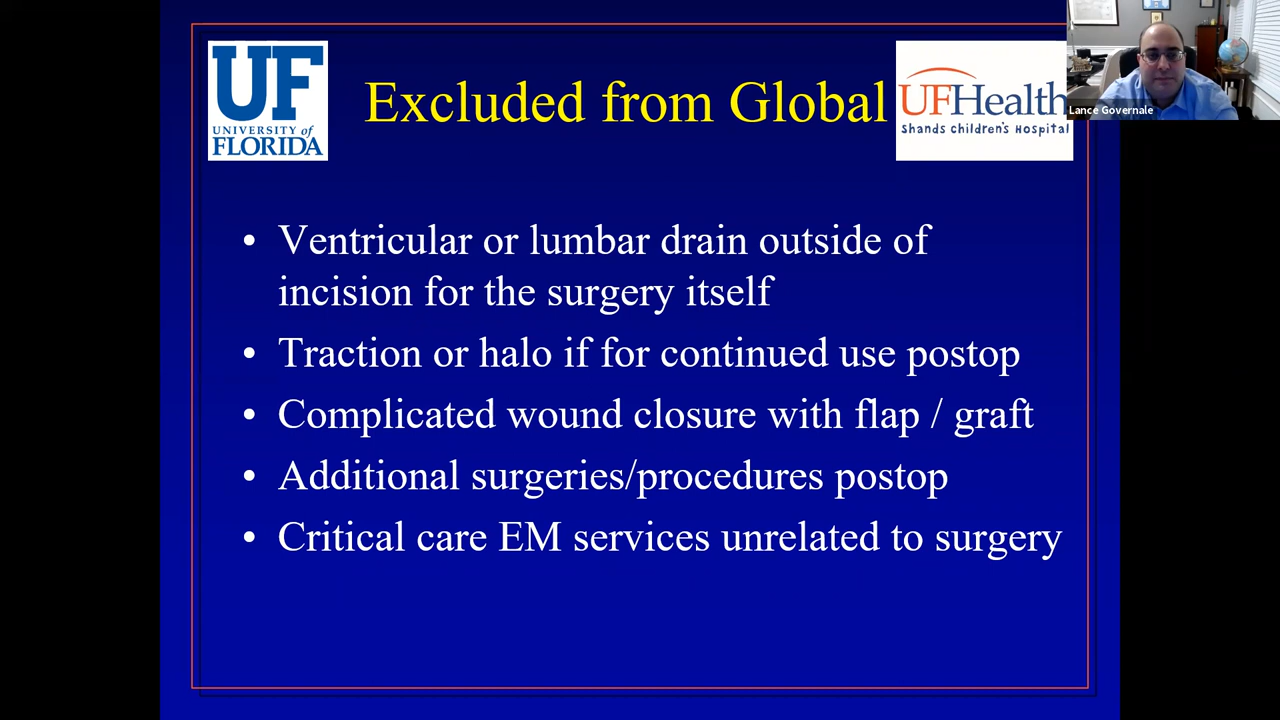 UF
UNIVERSITY of
FLORIDA
Excluded from Global
UFHealth
Shands Children's Hospital
Lance Governale
• Ventricular or lumbar drain outside of
incision for the surgery itself
• Traction or halo if for continued use postop
• Complicated wound closure with flap / graft
• Additional surgeries/procedures postop
• Critical care EM services unrelated to surgery